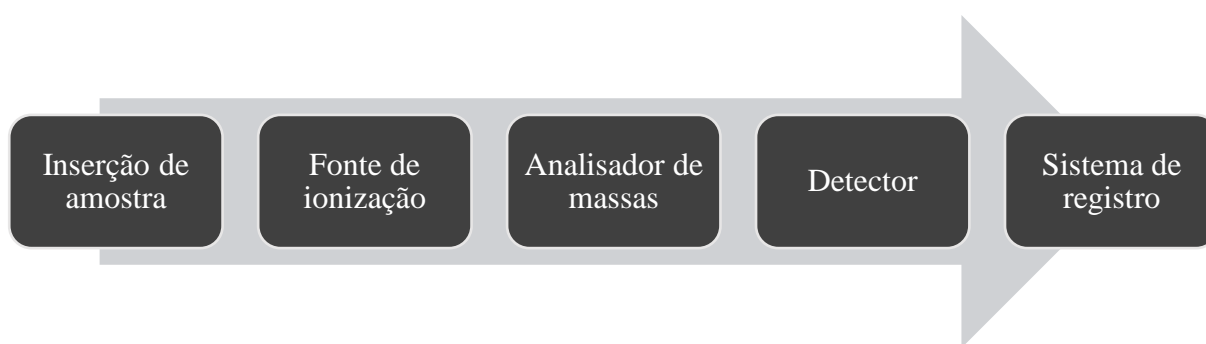 Inserção de
amostra
Fonte de
ionização
Analisador de
massas
Detector
Sistema de
registro